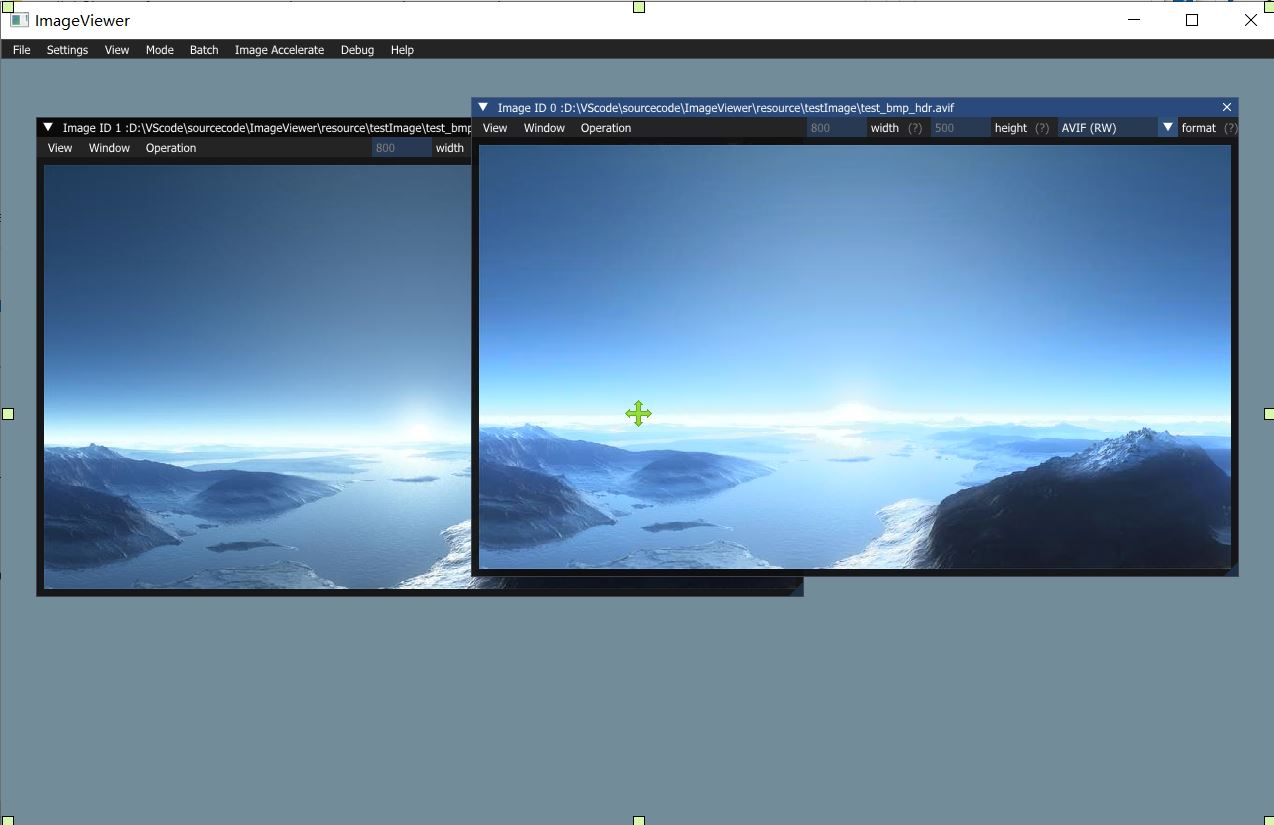 ImageViewer
File Settings View Mode Batch Image Accelerate Debug Help
Image ID 0 :D:\VScode\sourcecode\ImageViewer\resource\testImage\test_bmp_hdr.avif
View Window Operation 800 width (?) 500 height (?) AVIF (RW) format (?)
Image ID 1 :D:\VScode\sourcecode\ImageViewer\resource\testImage\test_bmp
View Window Operation 800 width